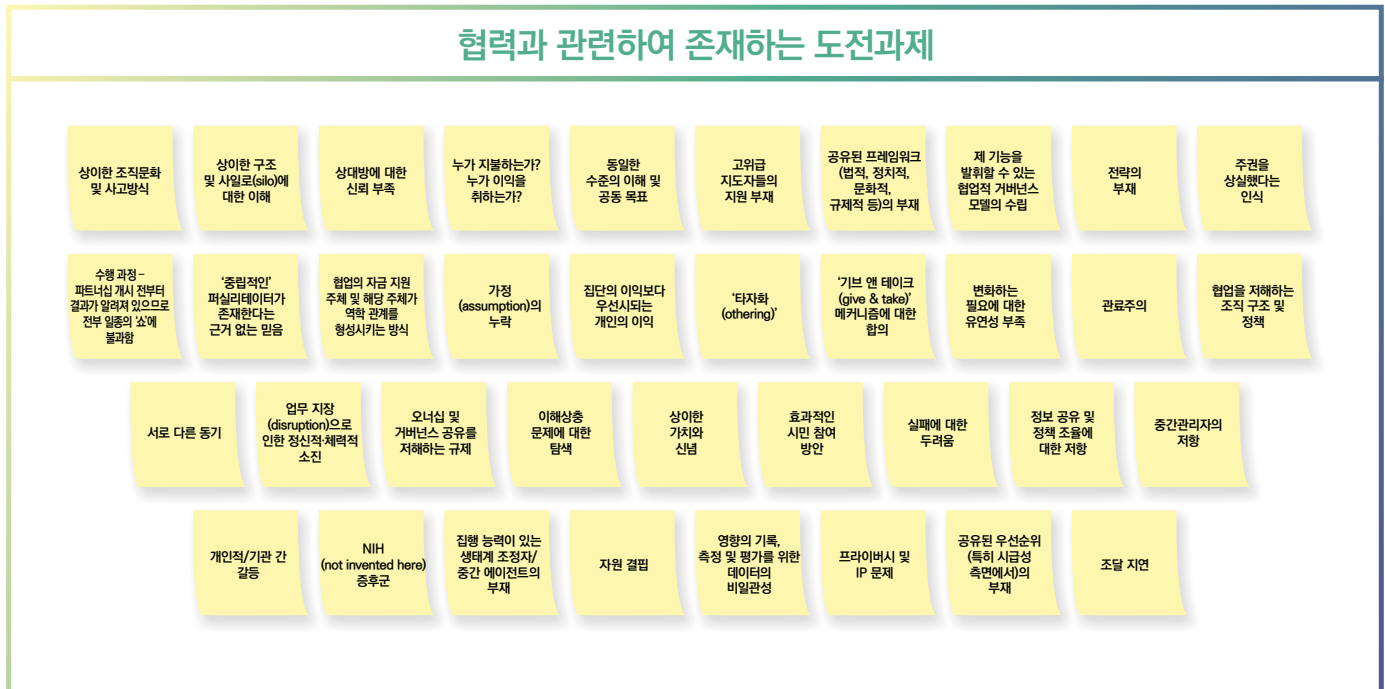 협력과 관련하여 존재하는 도전과제
상이한 조직문화
및 사고방식
상이한 구조
및 사일로(silo)에
대한 이해
상대방에 대한
신뢰 부족
누가 지불하는가?
누가 이익을
취하는가?
동일한
수준의 이해 및
공동 목표
고위급
지도자들의
지원 부재
공유된 프레임워크
(법적, 정치적,
문화적,
규제적 등)의 부재
제 기능을
발휘할 수 있는
협업적 거버넌스
모델의 수립
전략의
부재
주권을
상실했다는
인식
수행 과정 –
파트너십 개시 전부터
결과가 알려져 있으므로
전부 일종의 '쇼'에
불과함
'중립적인'
퍼실리테이터가
존재한다는
근거 없는 믿음
협업의 자금 지원
주체 및 해당 주체가
역학 관계를
형성시키는 방식
가정
(assumption)의
누락
집단의 이익보다
우선시되는
개인의 이익
'타자화
(othering)'
'기브 앤 테이크
(give & take)'
메커니즘에 대한
합의
변화하는
필요에 대한
유연성 부족
관료주의
협업을 저해하는
조직 구조 및
정책
서로 다른 동기
업무 지장
(disruption)으로
인한 정신적·체력적
소진
오너십 및
거버넌스 공유를
저해하는 규제
이해상충
문제에 대한
탐색
상이한
가치와
신념
효과적인
시민 참여
방안
실패에 대한
두려움
정보 공유 및
정책 조율에
대한 저항
중간관리자의
저항
개인적/기관 간
갈등
NIH
(not invented here)
증후군
집행 능력이 있는
생태계 조정자/
중간 에이전트의
부재
자원 결핍
영향의 기록,
측정 및 평가를 위한
데이터의
비일관성
프라이버시 및
IP 문제
공유된 우선순위
(특히 시급성
측면에서)의
부재
조달 지연